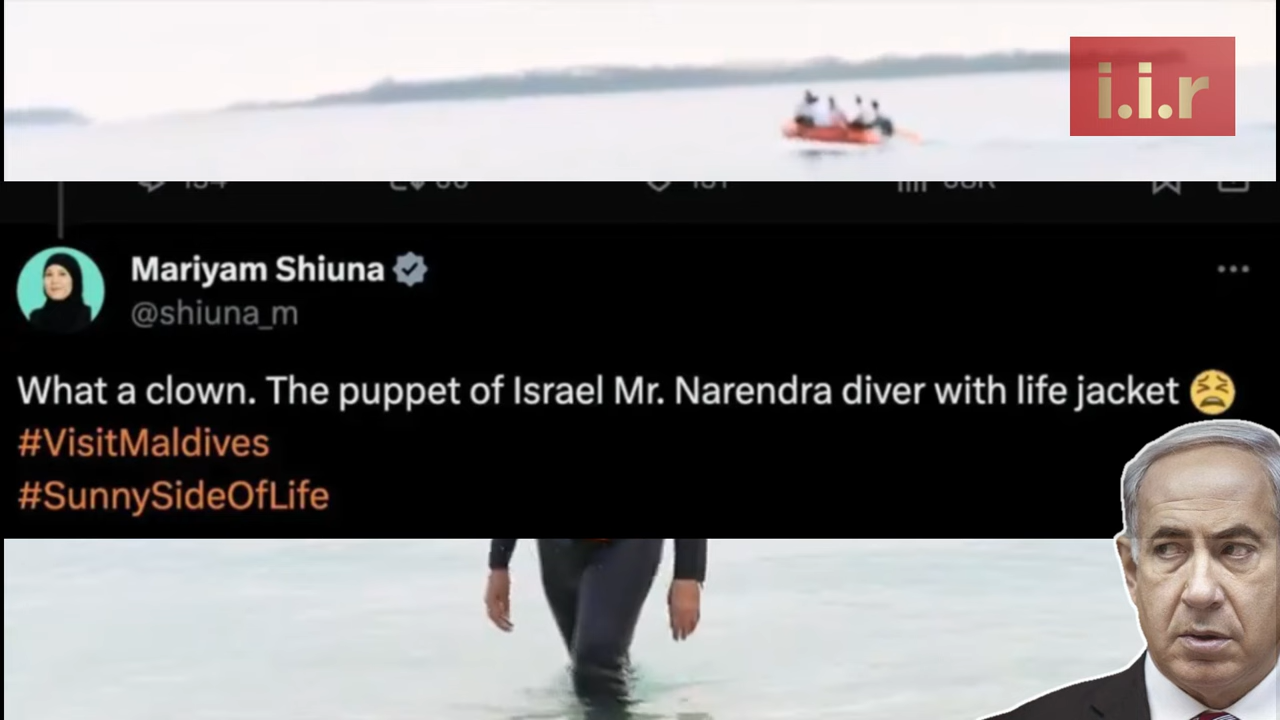 i.i.r
Mariyam Shiuna
@shiuna_m
What a clown. The puppet of Israel Mr. Narendra diver with life jacket 😫
#VisitMaldives
#SunnySideOfLife